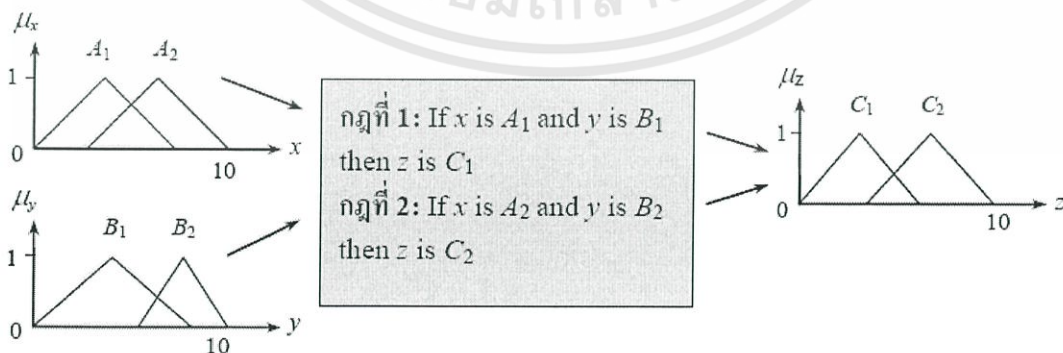 μx
A1 A2
1
0
10
x
μy
B1 B2
1
0
10
y
กฎที่ 1: If x is A1 and y is B1
then z is C1
กฎที่ 2: If x is A2 and y is B2
then z is C2
μz
C1 C2
1
0
10
z